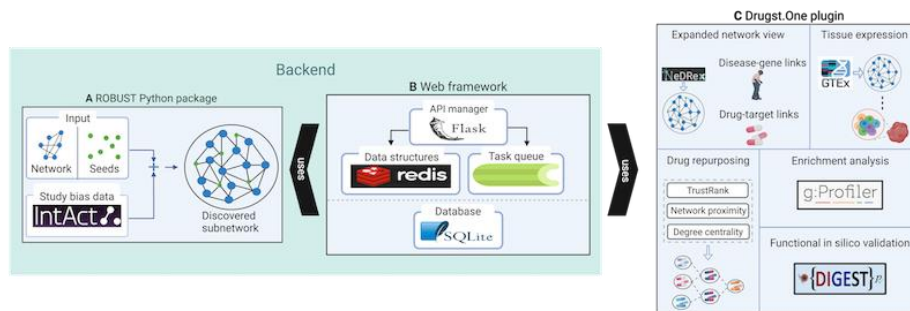 C Drugst.One plugin
Backend
A ROBUST Python package
Input
Network
Seeds
Study bias data
IntAct
Discovered
subnetwork
uses
B Web framework
API manager
Flask
Data structures
redis
Task queue
Database
SQLite
uses
Expanded network view
NeDRex
Disease-gene links
Drug-target links
Tissue expression
GTEx
Drug repurposing
TrustRank
Network proximity
Degree centrality
Enrichment analysis
g:Profiler
Functional in silico validation
{DIGEST}